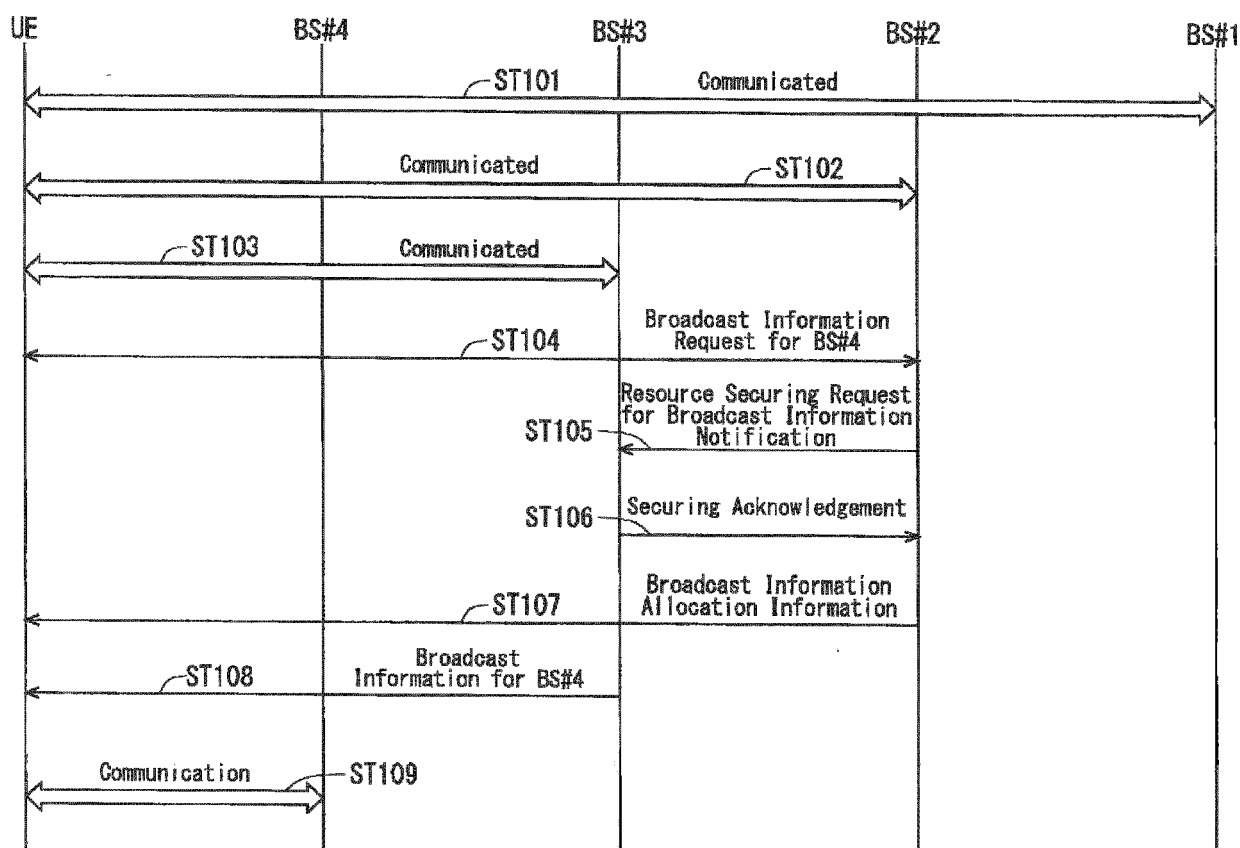 UE BS#4 BS#3 BS#2 BS#1
ST101 Communicated
Communicated ST102
ST103 Communicated
Broadcast Information
Request for BS#4
ST104
Resource Securing Request
for Broadcast Information
Notification
ST105
Securing Acknowledgement
ST106
Broadcast Information
Allocation Information
ST107
Broadcast
Information for BS#4
ST108
Communication ST109